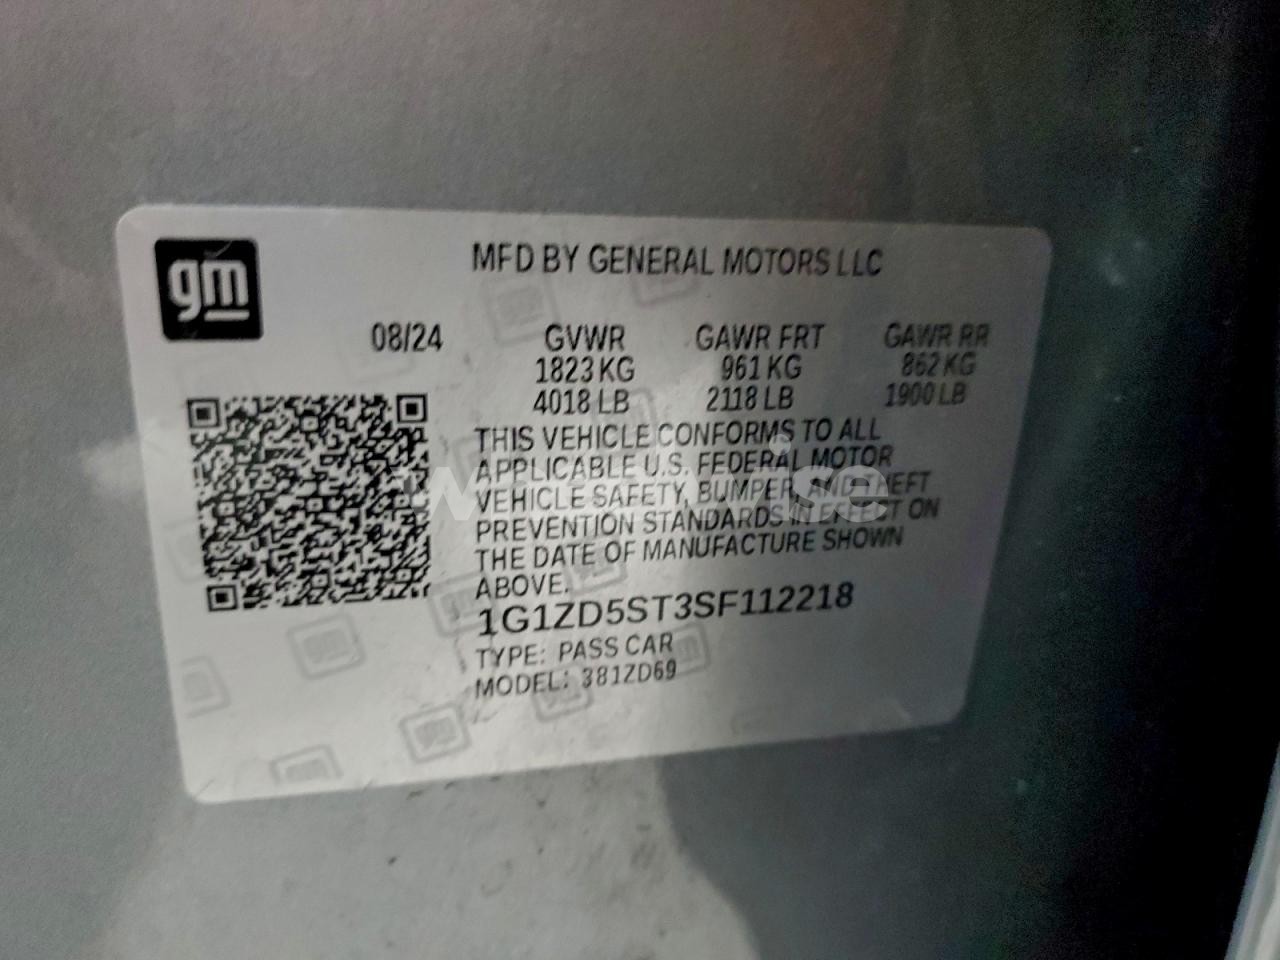 gm
MFD BY GENERAL MOTORS LLC
08/24 GVWR GAWR FRT GAWR RR
1823 KG 961 KG 862 KG
4018 LB 2118 LB 1900 LB
THIS VEHICLE CONFORMS TO ALL
APPLICABLE U.S. FEDERAL MOTOR
VEHICLE SAFETY, BUMPER, AND THEFT
PREVENTION STANDARDS IN EFFECT ON
THE DATE OF MANUFACTURE SHOWN
ABOVE.
1G1ZD5ST3SF112218
TYPE: PASS CAR
MODEL: 381ZD69